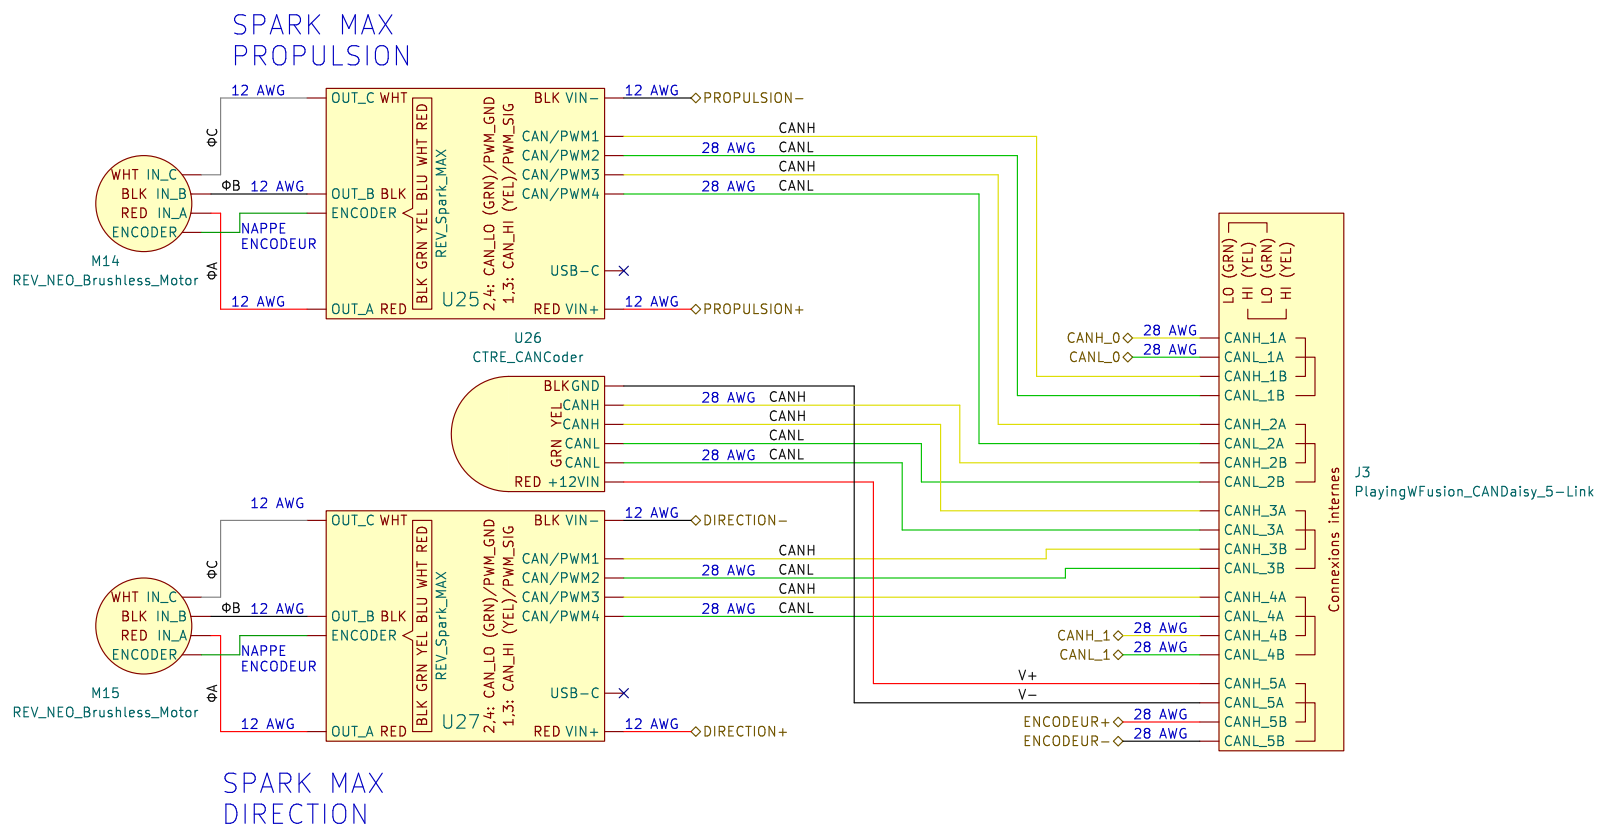 SPARK MAX
PROPULSION
12 AWG
ΦC
WHT IN_C
BLK IN_B
RED IN_A
ENCODER
M14
REV_NEO_Brushless_Motor
ΦB
12 AWG
NAPPE
ENCODEUR
ΦA
12 AWG
OUT_C WHT
OUT_B BLK
ENCODER
OUT_A RED
BLK GRN YEL BLU WHT RED
REV_Spark_MAX
U25
2,4: CAN_LO (GRN)/PWM_GND
1,3: CAN_HI (YEL)/PWM_SIG
BLK VIN-
CAN/PWM1
CAN/PWM2
CAN/PWM3
CAN/PWM4
USB-C
RED VIN+
12 AWG
PROPULSION-
CANH
28 AWG
CANL
CANH
28 AWG
CANL
12 AWG
PROPULSION+
U26
CTRE_CANCoder
BLK GND
YEL
CANH
CANH
GRN
CANL
CANL
RED +12VIN
28 AWG
CANH
CANH
CANL
28 AWG
CANL
12 AWG
ΦC
WHT IN_C
BLK IN_B
RED IN_A
ENCODER
M15
REV_NEO_Brushless_Motor
ΦB
12 AWG
NAPPE
ENCODEUR
ΦA
12 AWG
OUT_C WHT
OUT_B BLK
ENCODER
OUT_A RED
BLK GRN YEL BLU WHT RED
REV_Spark_MAX
U27
2,4: CAN_LO (GRN)/PWM_GND
1,3: CAN_HI (YEL)/PWM_SIG
BLK VIN-
CAN/PWM1
CAN/PWM2
CAN/PWM3
CAN/PWM4
USB-C
RED VIN+
12 AWG
DIRECTION-
CANH
28 AWG
CANL
CANH
28 AWG
CANL
12 AWG
DIRECTION+
V+
V-
CANH_0
28 AWG
CANL_0
28 AWG
CANH_1
28 AWG
CANL_1
28 AWG
ENCODEUR+
28 AWG
ENCODEUR-
28 AWG
LO (GRN)
HI (YEL)
LO (GRN)
HI (YEL)
CANH_1A
CANL_1A
CANH_1B
CANL_1B
CANH_2A
CANL_2A
CANH_2B
CANL_2B
CANH_3A
CANL_3A
CANH_3B
CANL_3B
CANH_4A
CANL_4A
CANH_4B
CANL_4B
CANH_5A
CANL_5A
CANH_5B
CANL_5B
Connexions internes
J3
PlayingWFusion_CANDaisy_5-Link
SPARK MAX
DIRECTION